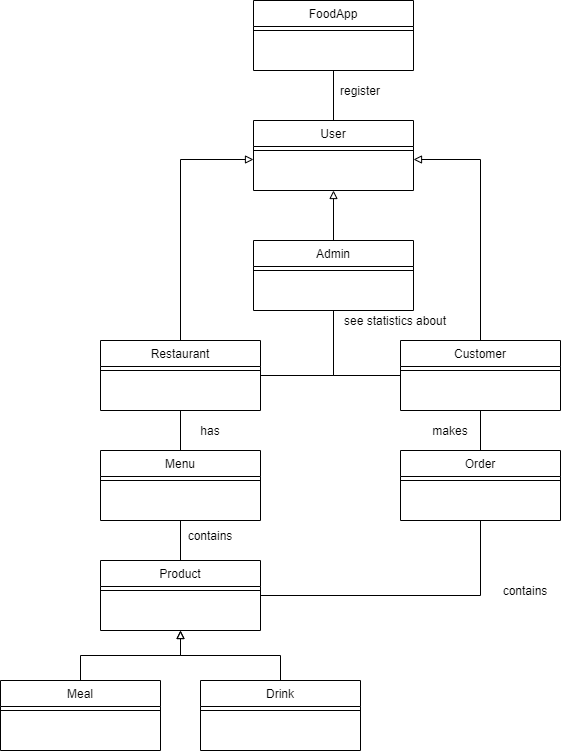 FoodApp
register
User
Admin
see statistics about
Restaurant
Customer
has
makes
Menu
Order
contains
Product
contains
Meal
Drink